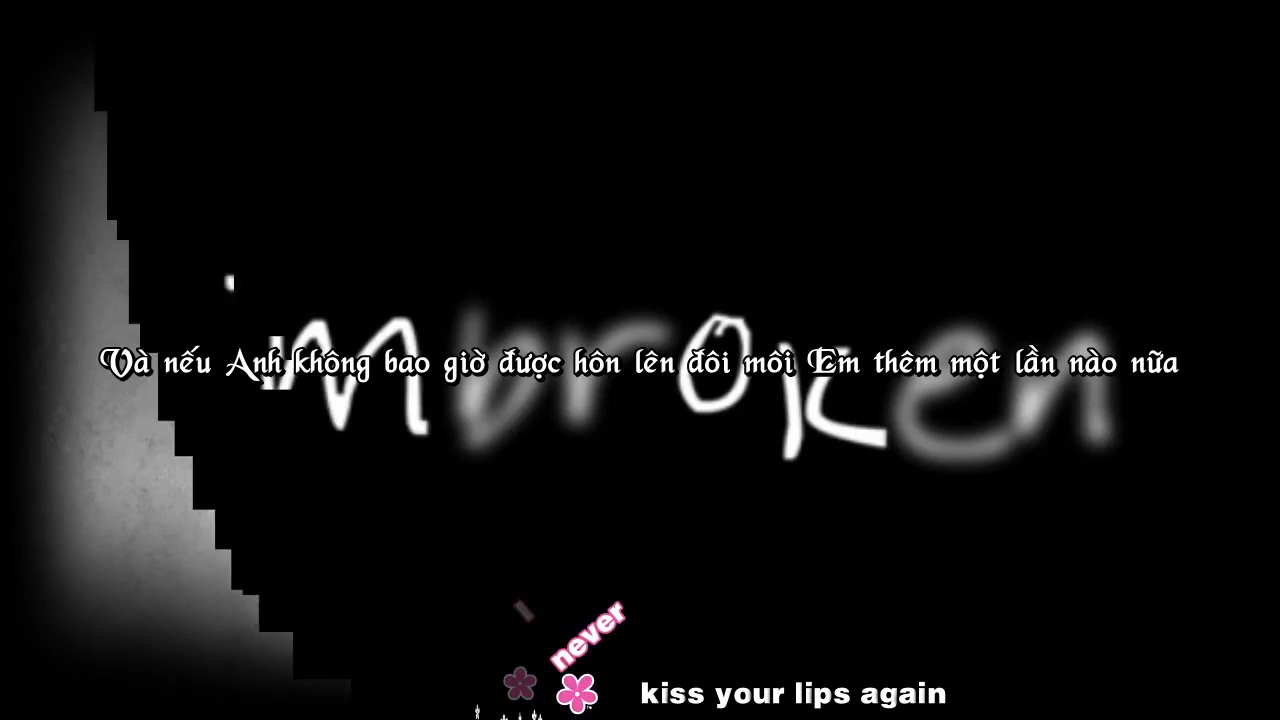 i'm broken
Và nếu Anh không bao giờ được hôn lên đôi môi Em thêm một lần nào nữa
I never kiss your lips again